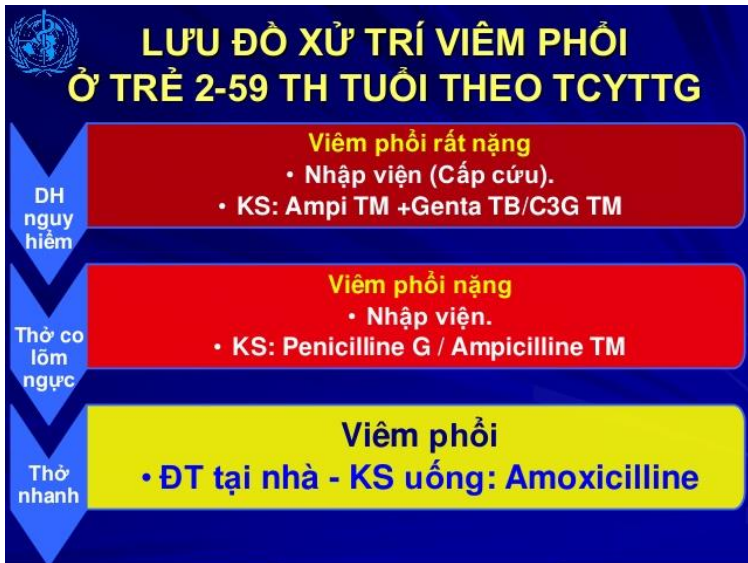 LƯU ĐỒ XỬ TRÍ VIÊM PHỔI
Ở TRẺ 2-59 TH TUỔI THEO TCYTTG
DH
nguy
hiểm
Viêm phổi rất nặng
• Nhập viện (Cấp cứu).
• KS: Ampi TM +Genta TB/C3G TM
Thở co
lõm
ngực
Viêm phổi nặng
• Nhập viện.
• KS: Penicilline G / Ampicilline TM
Thở
nhanh
Viêm phổi
• ĐT tại nhà - KS uống: Amoxicilline